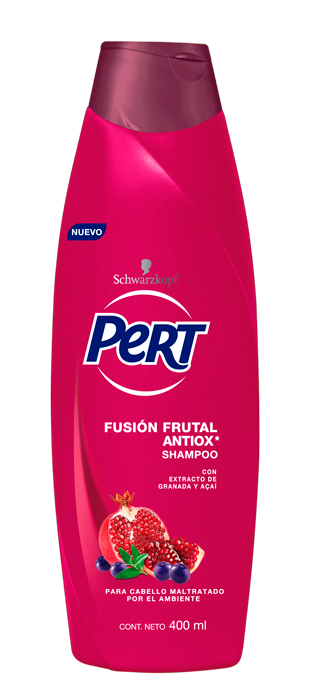 NUEVO
Schwarzkopf
PERT
FUSIÓN FRUTAL
ANTIOX*
SHAMPOO
CON
EXTRACTO DE
GRANADA Y AÇAÍ
PARA CABELLO MALTRATADO
POR EL AMBIENTE
CONT. NETO 400 ml